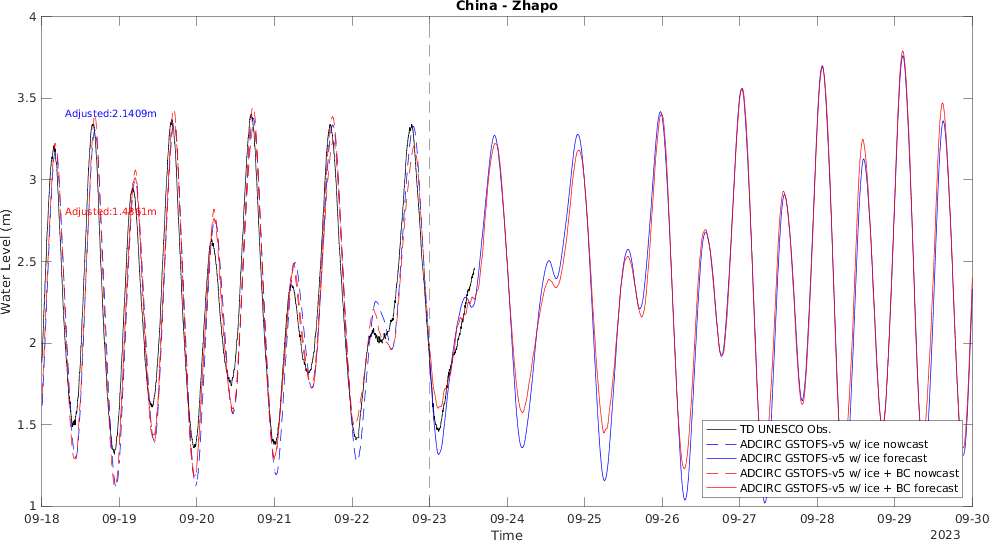 China - Zhapo
Water Level (m)
4
3.5
3
2.5
2
1.5
1
Adjusted:2.1409m
Adjusted:1.4861m
TD UNESCO Obs.
ADCIRC GSTOFS-v5 w/ ice nowcast
ADCIRC GSTOFS-v5 w/ ice forecast
ADCIRC GSTOFS-v5 w/ ice + BC nowcast
ADCIRC GSTOFS-v5 w/ ice + BC forecast
09-18 09-19 09-20 09-21 09-22 09-23 09-24 09-25 09-26 09-27 09-28 09-29 09-30
Time
2023